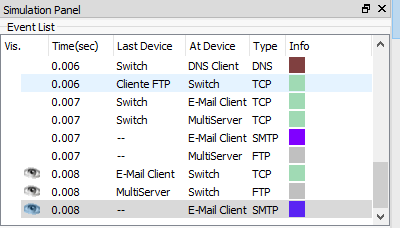 Simulation Panel
Event List
Vis. Time(sec) Last Device At Device Type Info
0.006 Switch DNS Client DNS
0.006 Cliente FTP Switch TCP
0.007 Switch E-Mail Client TCP
0.007 Switch MultiServer TCP
0.007 -- E-Mail Client SMTP
0.007 -- MultiServer FTP
0.008 E-Mail Client Switch TCP
0.008 MultiServer Switch FTP
0.008 -- E-Mail Client SMTP